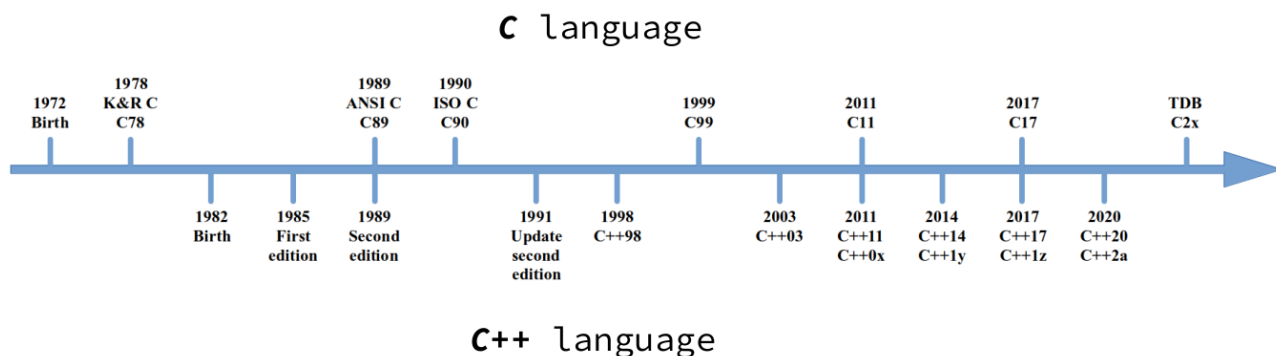 C language
1972
Birth
1978
K&R C
C78
1989
ANSI C
C89
1990
ISO C
C90
1999
C99
2011
C11
2017
C17
TDB
C2x
1982
Birth
1985
First
edition
1989
Second
edition
1991
Update
second
edition
1998
C++98
2003
C++03
2011
C++11
C++0x
2014
C++14
C++1y
2017
C++17
C++1z
2020
C++20
C++2a
C++ language